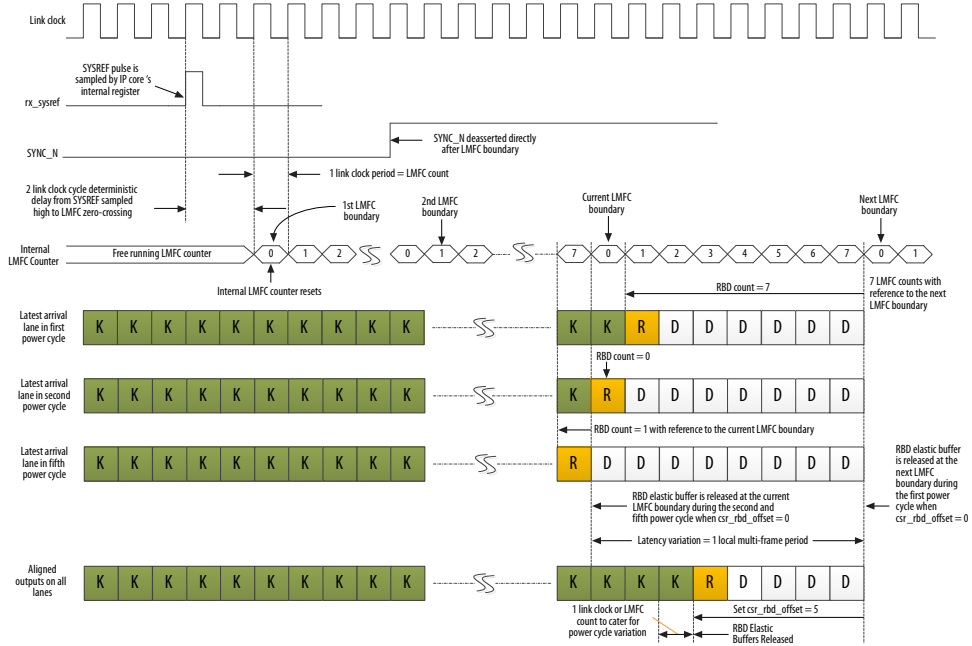 Link clock
SYSREF pulse is
sampled by IP core 's
internal register
rx_sysref
SYNC_N
SYNC_N deasserted directly
after LMFC boundary
1 link clock period = LMFC count
2 link clock cycle deterministic
delay from SYSREF sampled
high to LMFC zero-crossing
1st LMFC
boundary
2nd LMFC
boundary
Current LMFC
boundary
Next LMFC
boundary
Internal
LMFC Counter
Free running LMFC counter
0 1 2 0 1 2 7 0 1 2 3 4 5 6 7 0 1
Internal LMFC counter resets
RBD count = 7
7 LMFC counts with
reference to the next
LMFC boundary
Latest arrival
lane in first
power cycle
K K K K K K K K K K K K R D D D D D D
RBD count = 0
Latest arrival
lane in second
power cycle
K K K K K K K K K K K R D D D D D D D
RBD count = 1 with reference to the current LMFC boundary
Latest arrival
lane in fifth
power cycle
K K K K K K K K K K R D D D D D D D D
RBD elastic buffer
is released at the
next LMFC
boundary during
the first power
cycle when
csr_rbd_offset = 0
RBD elastic buffer is released at the current
LMFC boundary during the second and
fifth power cycle when csr_rbd_offset = 0
Latency variation = 1 local multi-frame period
Aligned
outputs on all
lanes
K K K K K K K K K K K K K K R D D D D
1 link clock or LMFC
count to cater for
power cycle variation
Set csr_rbd_offset = 5
RBD Elastic
Buffers Released